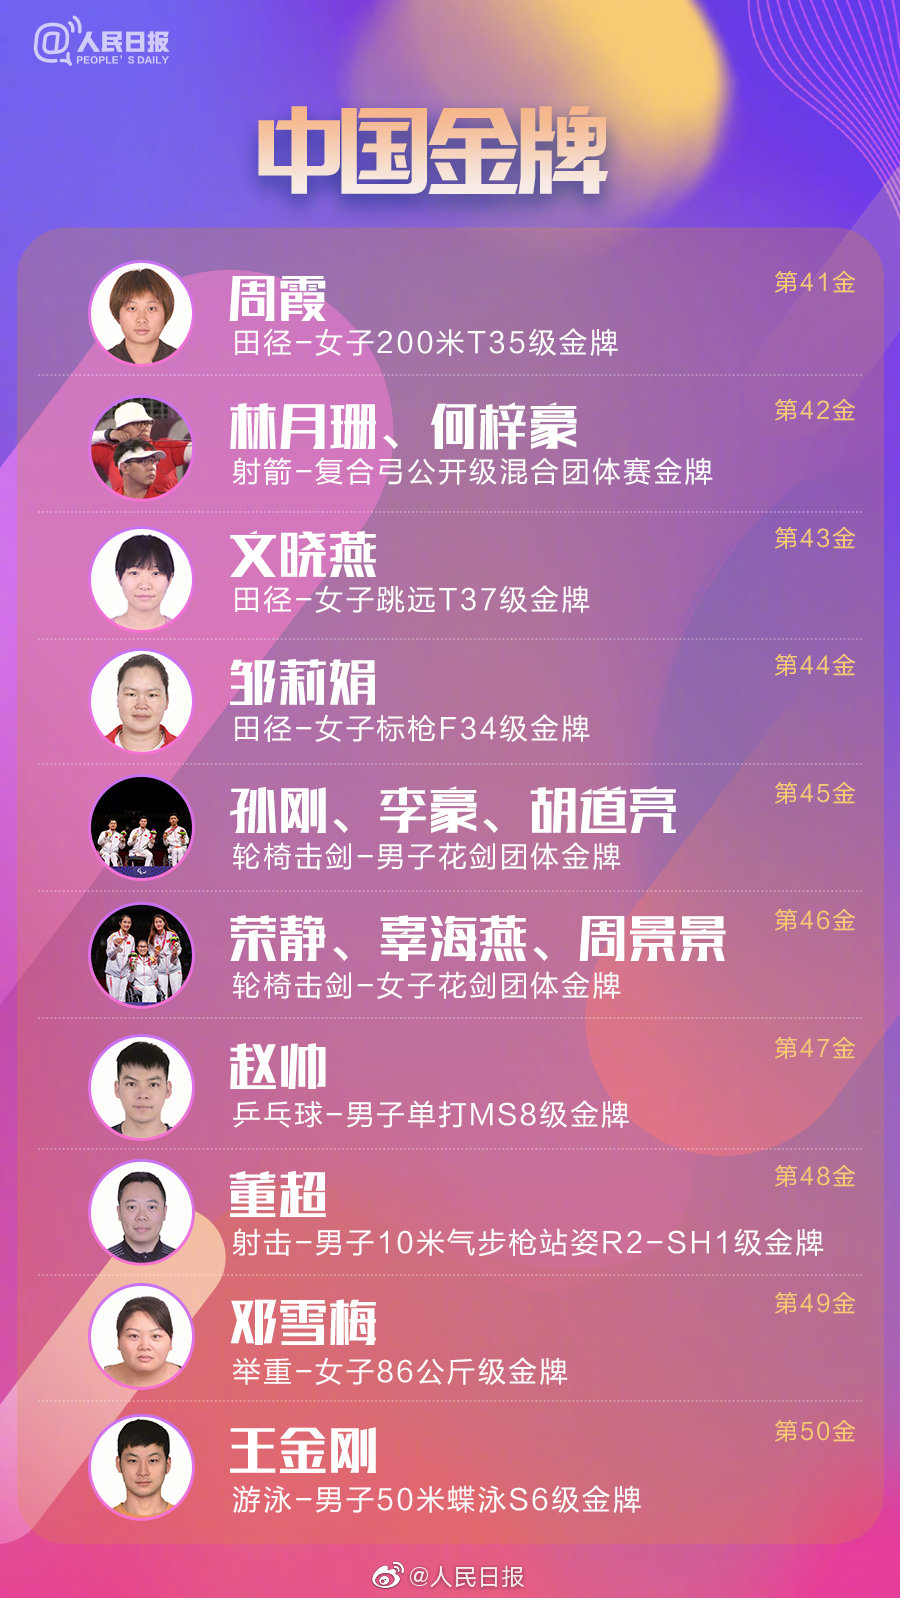 @人民日报
PEOPLE'S DAILY
中国金牌
第41金
周霞
田径-女子200米T35级金牌
第42金
林月珊、何梓豪
射箭-复合弓公开级混合团体赛金牌
第43金
文晓燕
田径-女子跳远T37级金牌
第44金
邹莉娟
田径-女子标枪F34级金牌
第45金
孙刚、李豪、胡道亮
轮椅击剑-男子花剑团体金牌
第46金
荣静、辜海燕、周景景
轮椅击剑-女子花剑团体金牌
第47金
赵帅
乒乓球-男子单打MS8级金牌
第48金
董超
射击-男子10米气步枪站姿R2-SH1级金牌
第49金
邓雪梅
举重-女子86公斤级金牌
第50金
王金刚
游泳-男子50米蝶泳S6级金牌
@人民日报